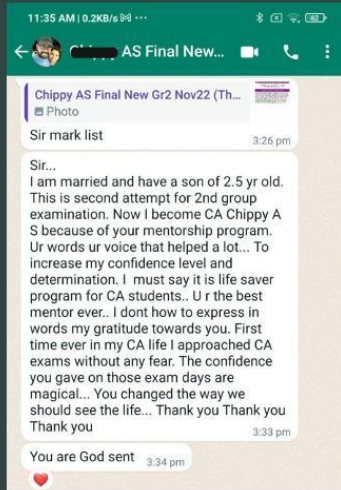 11:35 AM | 0.2KB/s ...
62
AS Final New...
Chippy AS Final New Gr2 Nov22 (Th...
Photo
Sir mark list
3:26 pm
Sir...
I am married and have a son of 2.5 yr old.
This is second attempt for 2nd group
examination. Now I become CA Chippy A
S because of your mentorship program.
Ur words ur voice that helped a lot... To
increase my confidence level and
determination. I must say it is life saver
program for CA students.. U r the best
mentor ever.. I dont how to express in
words my gratitude towards you. First
time ever in my CA life I approached CA
exams without any fear. The confidence
you gave on those exam days are
magical... You changed the way we
should see the life... Thank you Thank you
Thank you
3:33 pm
You are God sent
3:34 pm